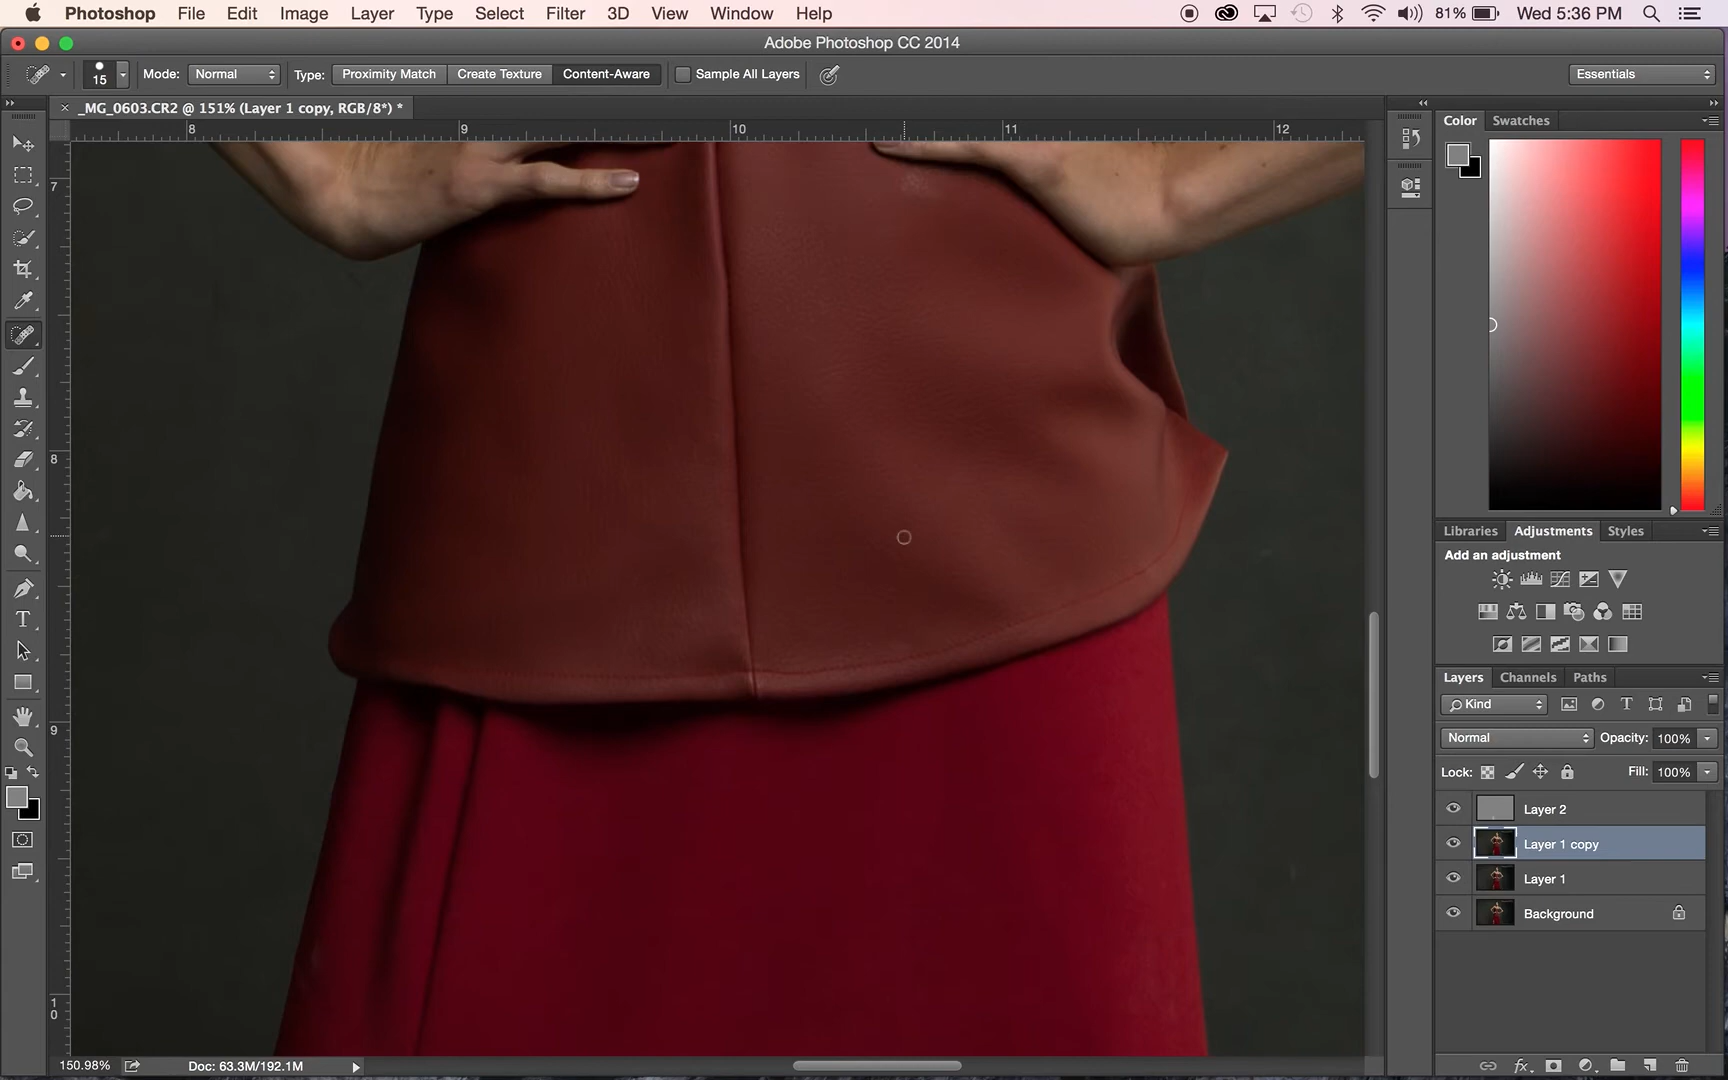 Photoshop File Edit Image Layer Type Select Filter 3D View Window Help 81% Wed 5:36 PM
Adobe Photoshop CC 2014
15 Mode: Normal Type: Proximity Match Create Texture Content-Aware Sample All Layers Essentials
_MG_0603.CR2 @ 151% (Layer 1 copy, RGB/8*) *
8 9 10 11 12
7
8
9
1
0
Color Swatches
Libraries Adjustments Styles
Add an adjustment
Layers Channels Paths
Kind
Normal Opacity: 100%
Lock: Fill: 100%
Layer 2
Layer 1 copy
Layer 1
Background
150.98% Doc: 63.3M/192.1M